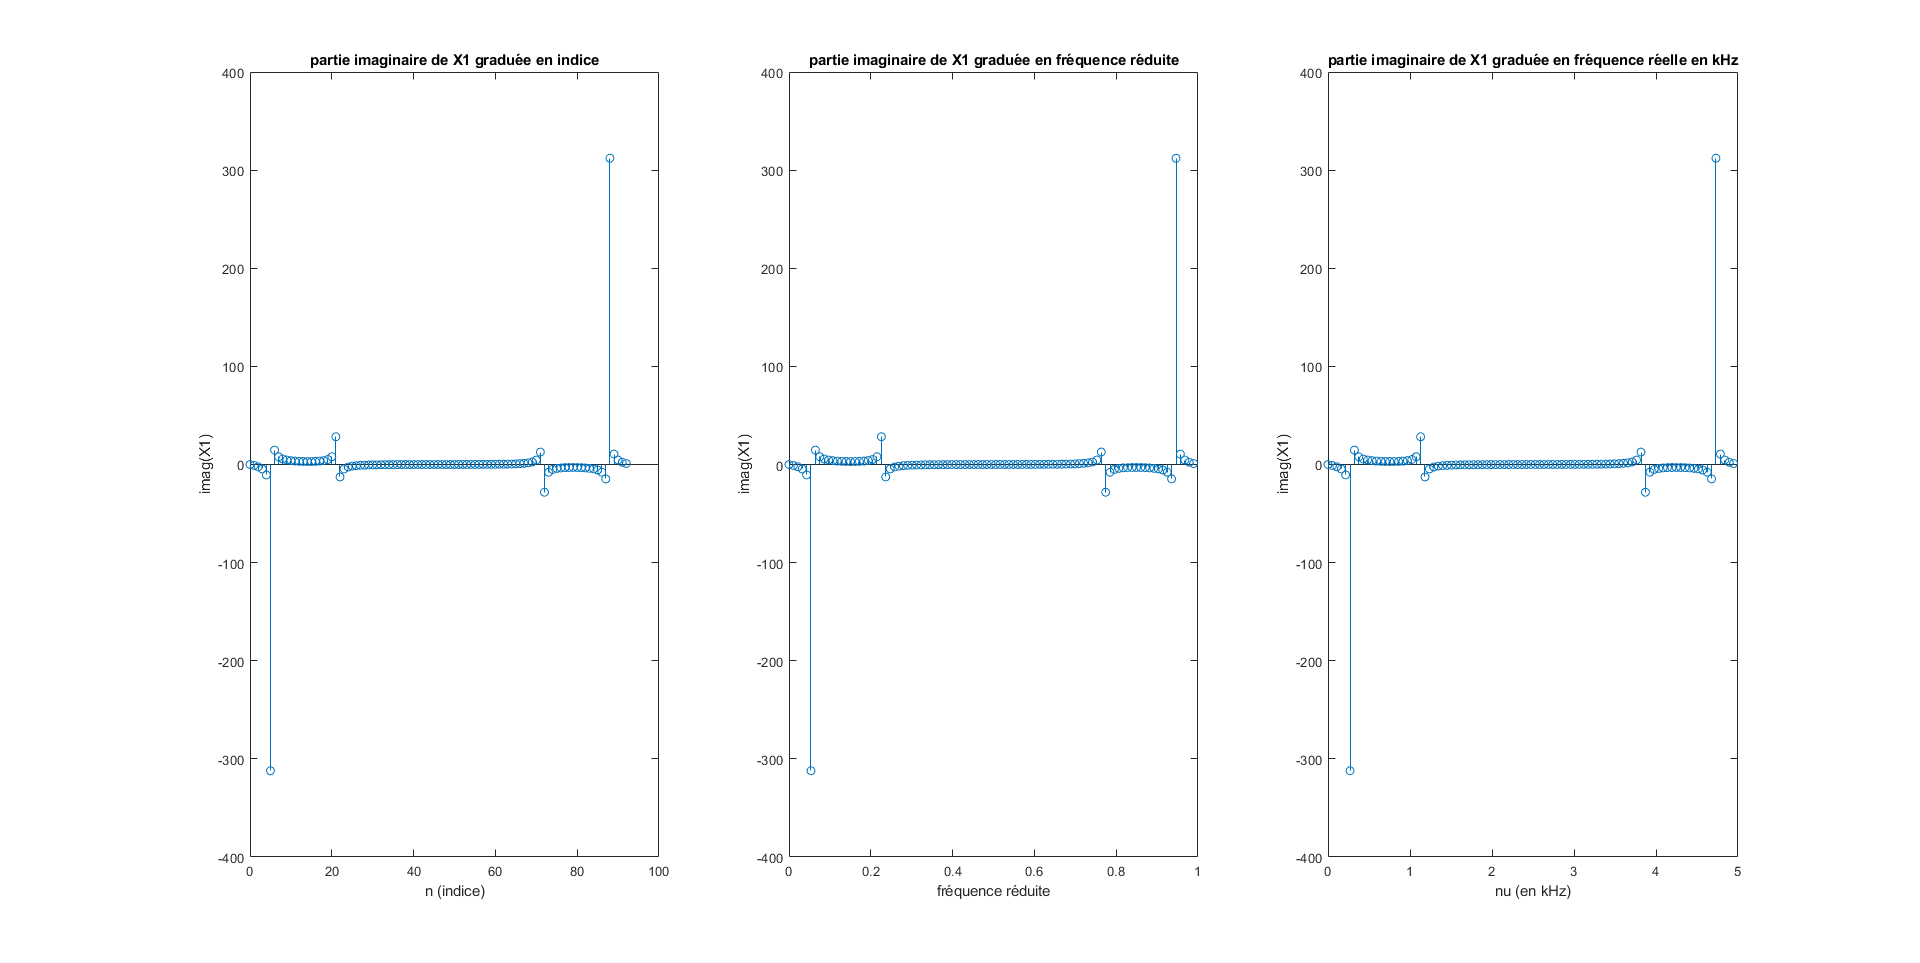 partie imaginaire de X1 graduée en indice
400
300
200
100
0
-100
-200
-300
-400
imag(X1)
0 20 40 60 80 100
n (indice)
partie imaginaire de X1 graduée en fréquence réduite
400
300
200
100
0
-100
-200
-300
-400
imag(X1)
0 0.2 0.4 0.6 0.8 1
fréquence réduite
partie imaginaire de X1 graduée en fréquence réelle en kHz
400
300
200
100
0
-100
-200
-300
-400
imag(X1)
0 1 2 3 4 5
nu (en kHz)